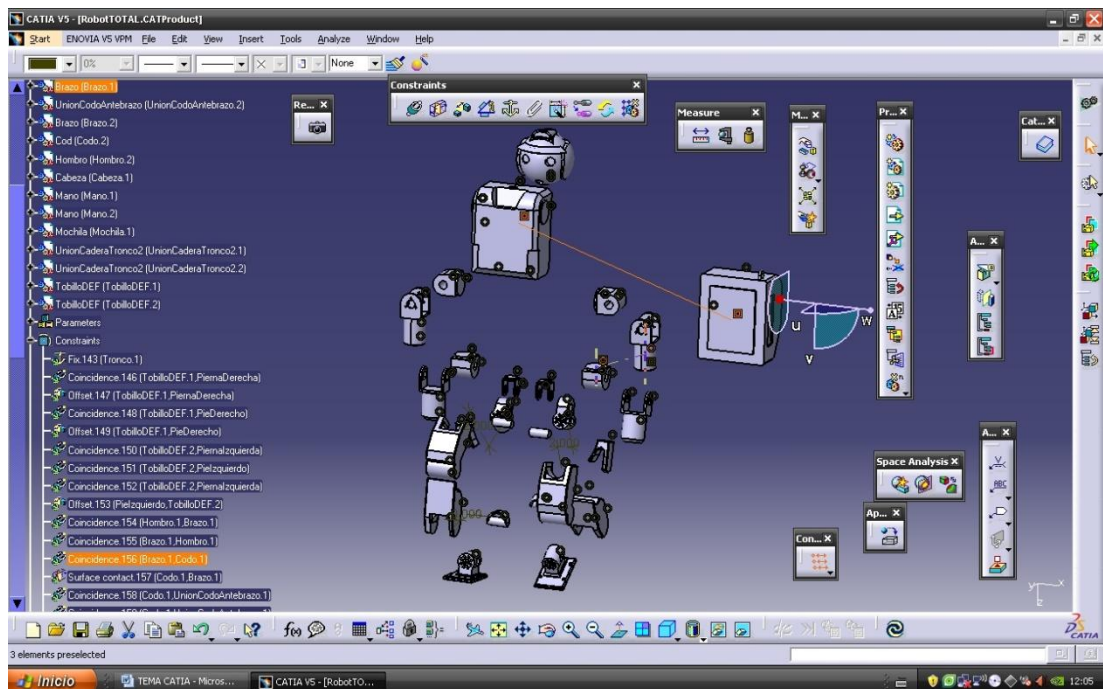 CATIA V5 - [RobotTOTAL.CATProduct]
Start ENOVIA V5 VPM File Edit View Insert Tools Analyze Window Help
0% None
Brazo (Brazo.1)
UnionCodoAntebrazo (UnionCodoAntebrazo.2)
Brazo (Brazo.2)
Cod (Codo.2)
Hombro (Hombro.2)
Cabeza (Cabeza.1)
Mano (Mano.1)
Mano (Mano.2)
Mochila (Mochila.1)
UnionCaderaTronco2 (UnionCaderaTronco2.1)
UnionCaderaTronco2 (UnionCaderaTronco2.2)
TobilloDEF (TobilloDEF.1)
TobilloDEF (TobilloDEF.2)
Parameters
Constraints
Fix.143 (Tronco.1)
Coincidence.146 (TobilloDEF.1,PiernaDerecha)
Offset.147 (TobilloDEF.1,PiernaDerecha)
Coincidence.148 (TobilloDEF.1,PieDerecho)
Offset.149 (TobilloDEF.1,PieDerecho)
Coincidence.150 (TobilloDEF.2,PiernaIzquierda)
Coincidence.151 (TobilloDEF.2,PieIzquierdo)
Coincidence.152 (TobilloDEF.2,PiernaIzquierda)
Offset.153 (PieIzquierdo,TobilloDEF.2)
Coincidence.154 (Hombro.1,Brazo.1)
Coincidence.155 (Brazo.1,Hombro.1)
Coincidence.156 (Brazo.1,Codo.1)
Surface contact.157 (Codo.1,Brazo.1)
Coincidence.158 (Codo.1,UnionCodoAntebrazo.1)
Re...
Constraints
Measure
M...
Pr...
Cat...
A...
u
v
w
Space Analysis
Ap...
Con...
A...
ABC
y
x
z
f(x)
DS
CATIA
3 elements preselected
Inicio
TEMA CATIA - Micros...
CATIA V5 - [RobotTO...
12:05